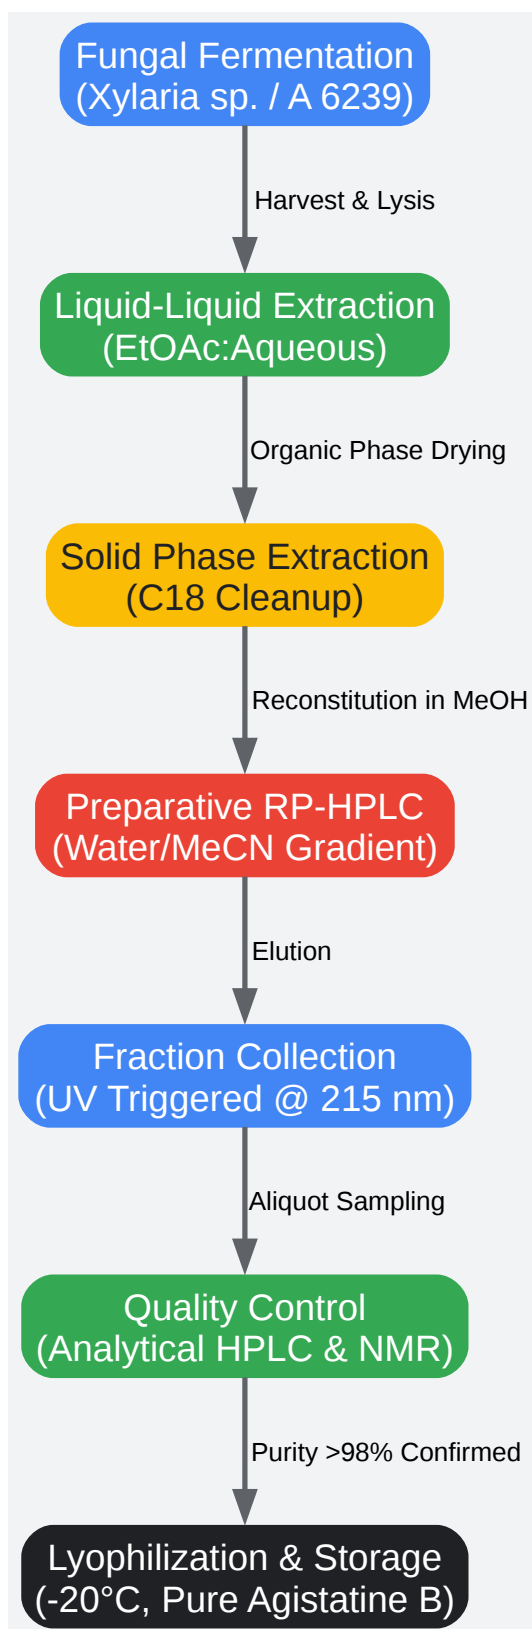 Fungal Fermentation
(Xylaria sp. / A 6239)
Harvest & Lysis
Liquid-Liquid Extraction
(EtOAc:Aqueous)
Organic Phase Drying
Solid Phase Extraction
(C18 Cleanup)
Reconstitution in MeOH
Preparative RP-HPLC
(Water/MeCN Gradient)
Elution
Fraction Collection
(UV Triggered @ 215 nm)
Aliquot Sampling
Quality Control
(Analytical HPLC & NMR)
Purity >98% Confirmed
Lyophilization & Storage
(-20°C, Pure Agistatine B)